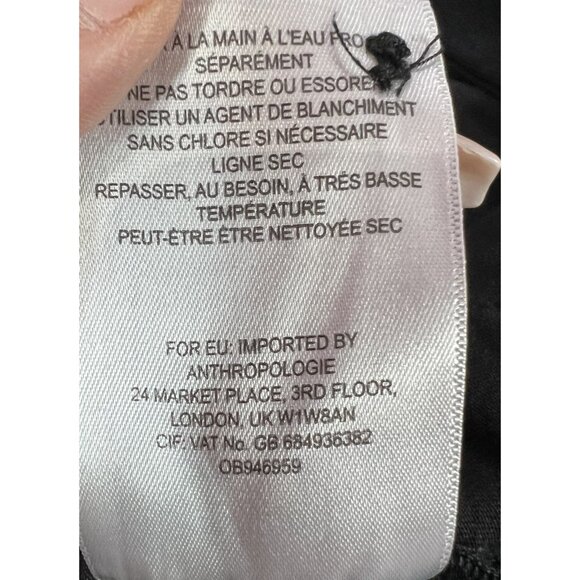 À LA MAIN À L'EAU
SÉPARÉMENT
NE PAS TORDRE OU ESSORER
UTILISER UN AGENT DE BLANCHIMENT
SANS CHLORE SI NÉCESSAIRE
LIGNE SEC
REPASSER, AU BESOIN, À TRÉS BASSE
TEMPÉRATURE
PEUT-ÊTRE ÊTRE NETTOYÉE SEC
FOR EU: IMPORTED BY
ANTHROPOLOGIE
24 MARKET PLACE, 3RD FLOOR,
LONDON, UK W1W8AN
CIF: VAT No. GB 684936382
OB946959